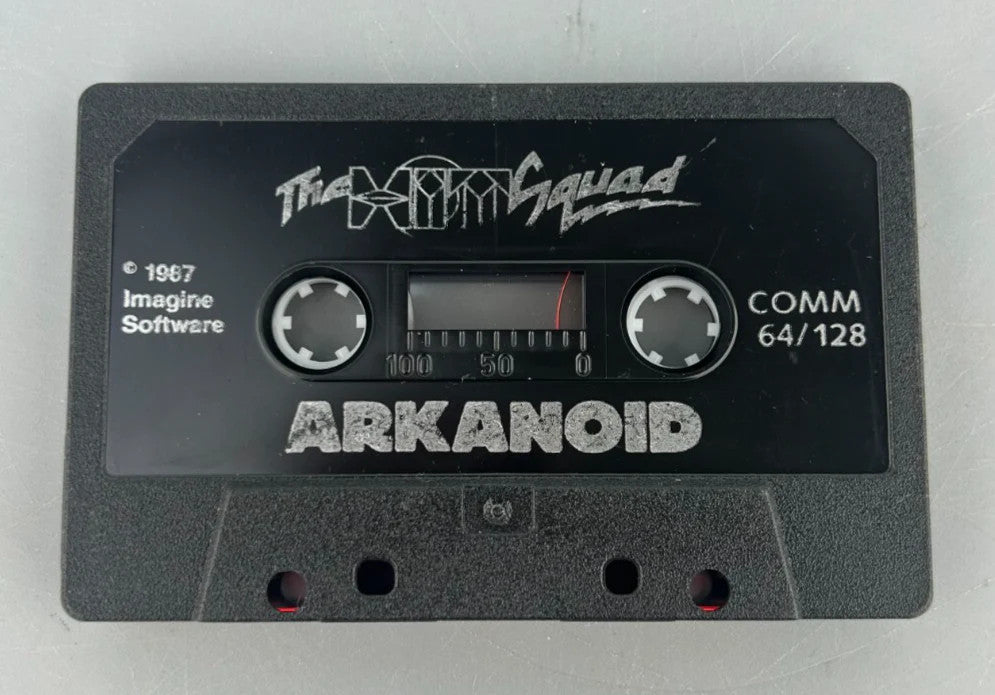 The Hit Squad
© 1987
Imagine
Software
COMM
64/128
100 50 0
ARKANOID